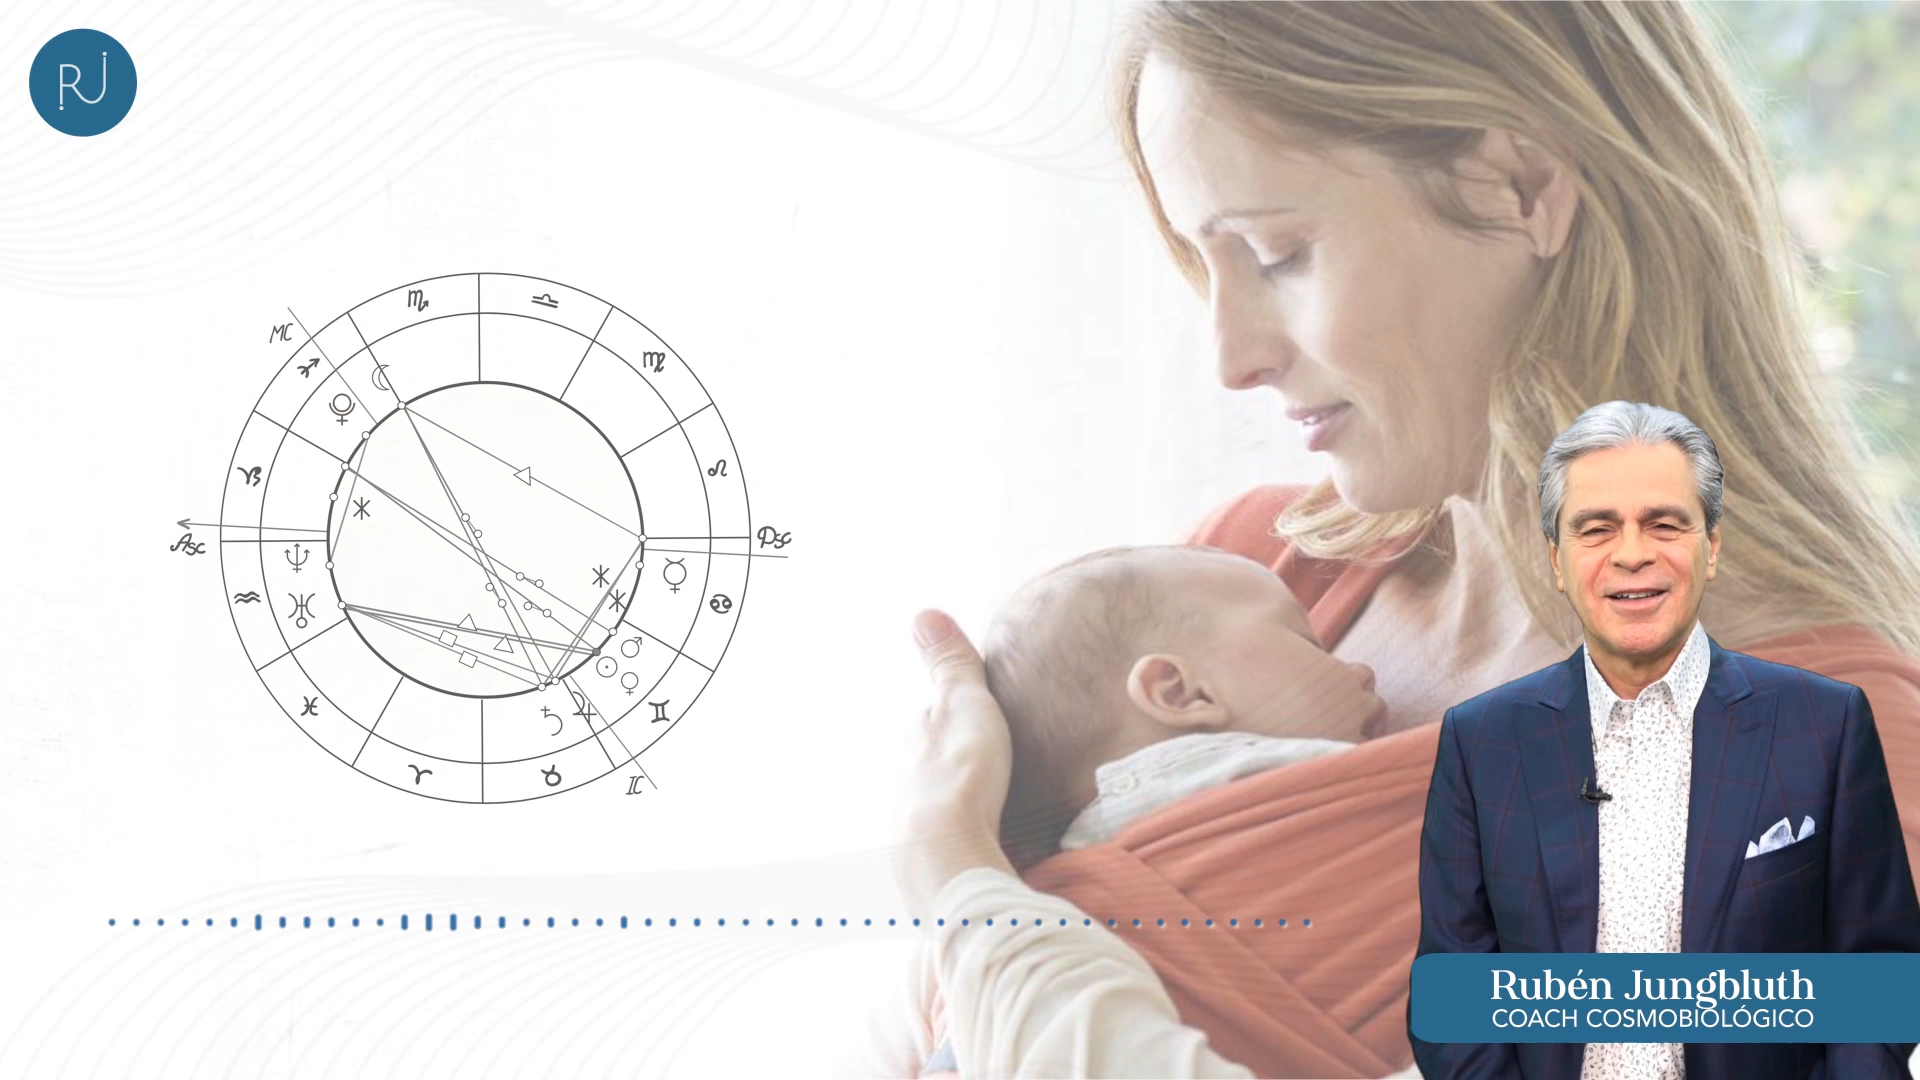 RJ
MC
Asc
Dsc
IC
Rubén Jungbluth
COACH COSMOBIOLÓGICO